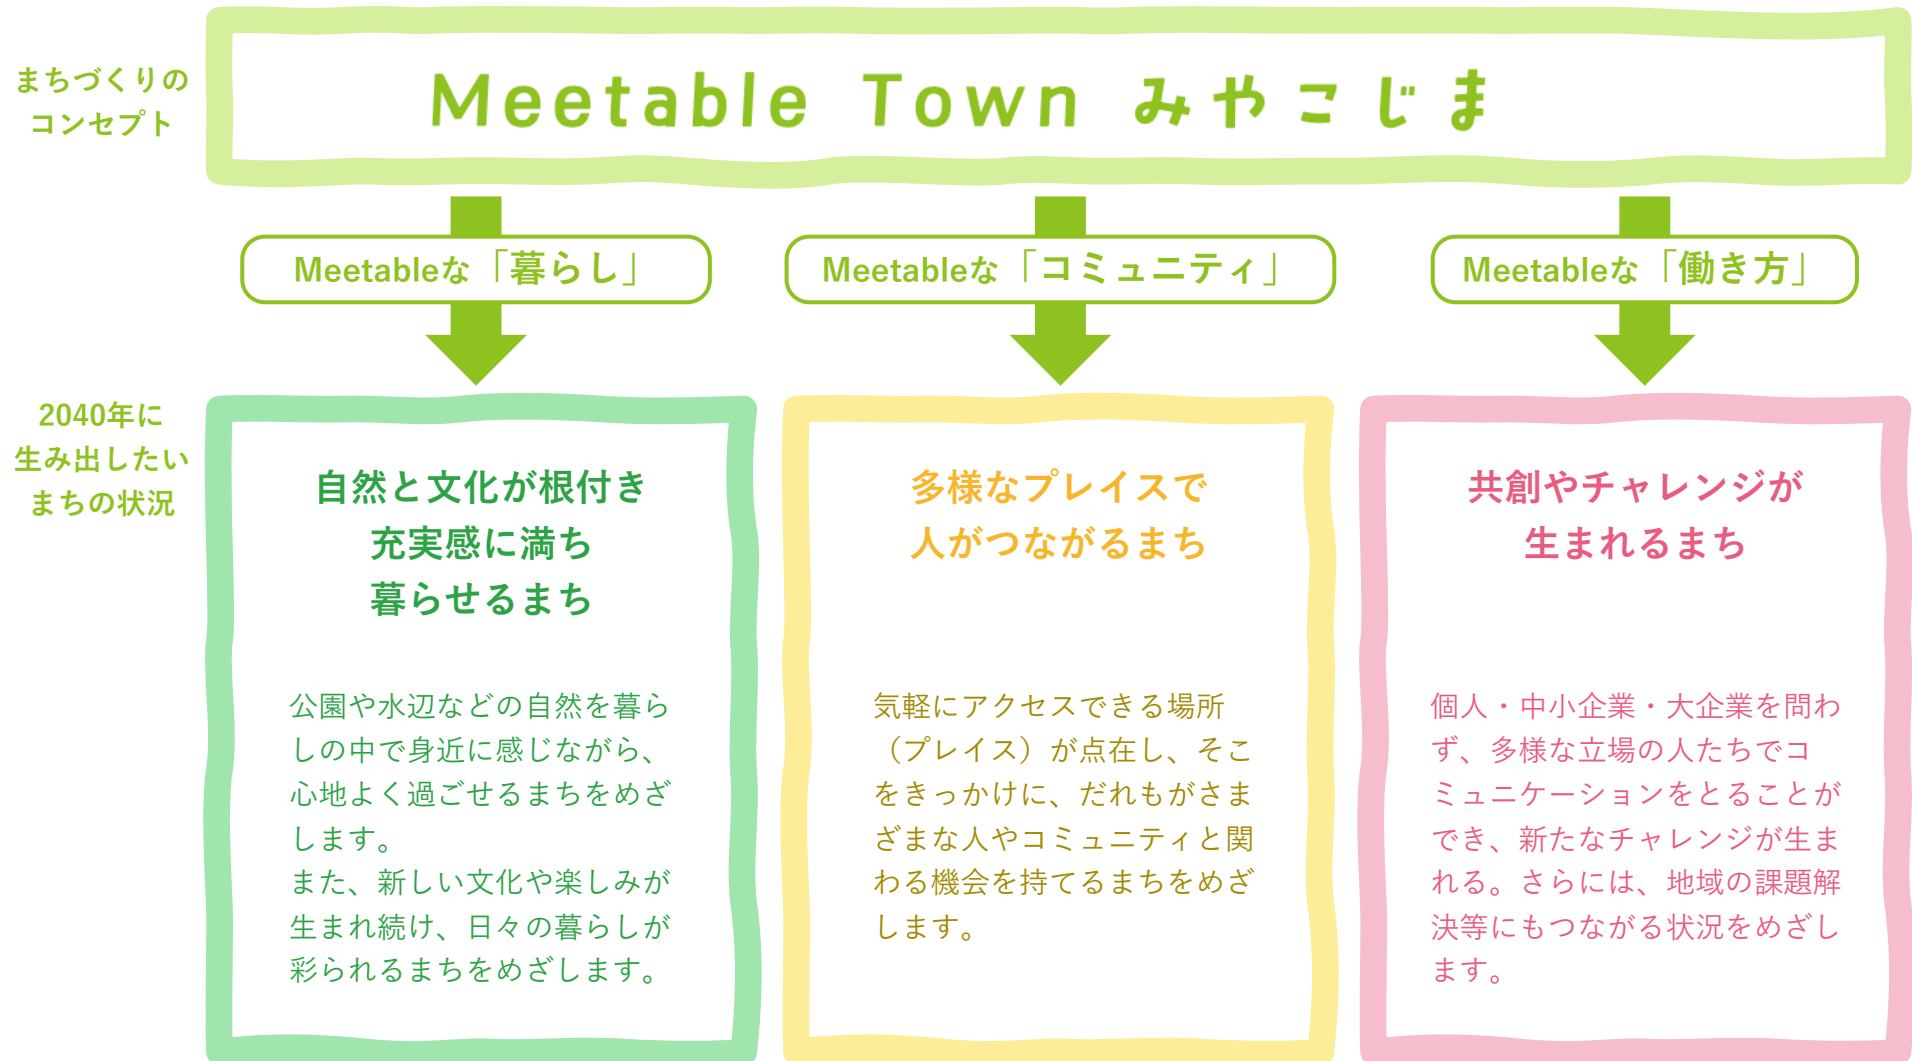 まちづくりの
コンセプト
Meetable Town みやこじま
Meetableな「暮らし」
Meetableな「コミュニティ」
Meetableな「働き方」
2040年に
生み出したい
まちの状況
自然と文化が根付き
充実感に満ち
暮らせるまち
公園や水辺などの自然を暮ら
しの中で身近に感じながら、
心地よく過ごせるまちをめざ
します。
また、新しい文化や楽しみが
生まれ続け、日々の暮らしが
彩られるまちをめざします。
多様なプレイスで
人がつながるまち
気軽にアクセスできる場所
（プレイス）が点在し、そこ
をきっかけに、だれもがさま
ざまな人やコミュニティと関
わる機会を持てるまちをめざ
します。
共創やチャレンジが
生まれるまち
個人・中小企業・大企業を問わ
ず、多様な立場の人たちでコ
ミュニケーションをとることが
でき、新たなチャレンジが生ま
れる。さらには、地域の課題解
決等にもつながる状況をめざし
ます。